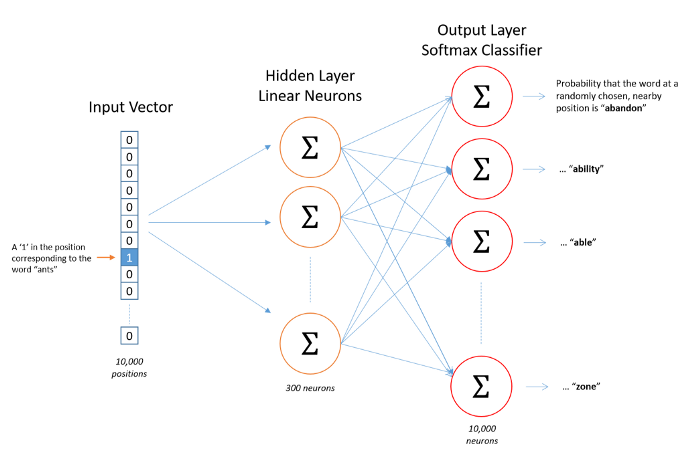 Output Layer
Softmax Classifier
Hidden Layer
Linear Neurons
Input Vector
Probability that the word at a
randomly chosen, nearby
position is "abandon"
Σ
Σ
Σ
Σ
Σ
Σ
Σ
0
0
0
0
0
0
0
1
0
0
0
A '1' in the position
corresponding to the
word "ants"
... "ability"
... "able"
... "zone"
10,000
positions
300 neurons
10,000
neurons